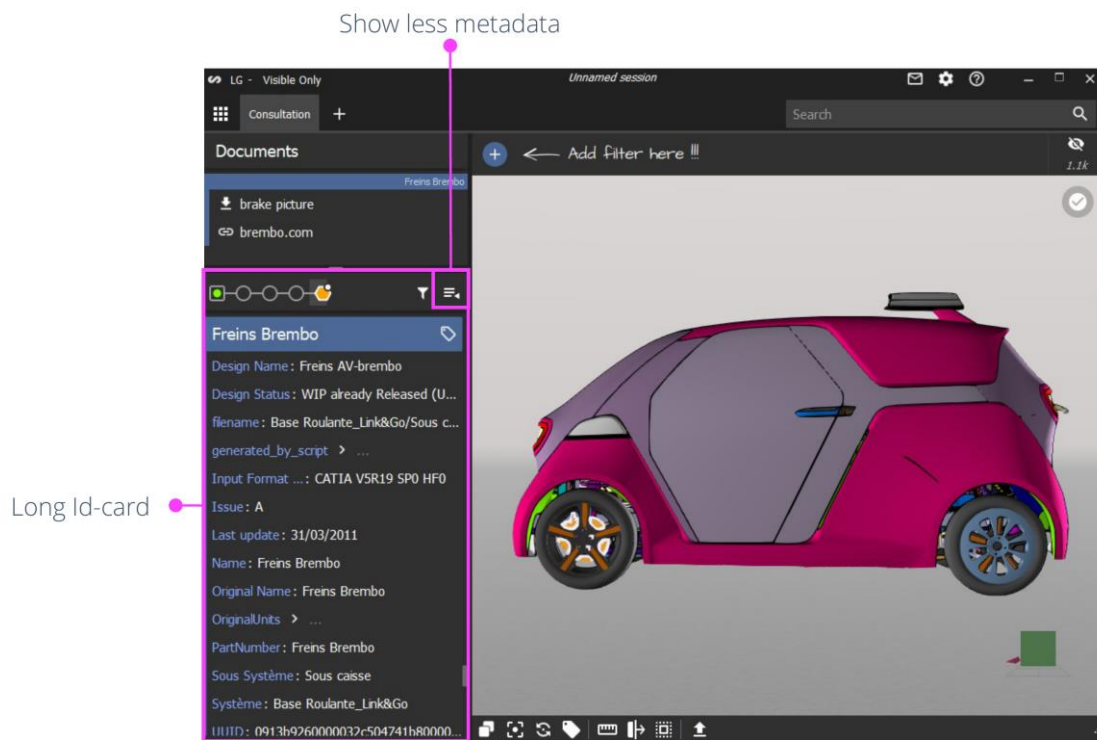 Show less metadata
LG - Visible Only
Unnamed session
Consultation
Search
Documents
Add filter here !!!
1.1k
Freins Brembo
brake picture
brembo.com
Freins Brembo
Design Name : Freins AV-brembo
Design Status : WIP already Released (U...
filename : Base Roulante_Link&Go/Sous c...
generated_by_script > ...
Input Format ... : CATIA V5R19 SP0 HF0
Long Id-card
Issue : A
Last update : 31/03/2011
Name : Freins Brembo
Original Name : Freins Brembo
OriginalUnits > ...
PartNumber : Freins Brembo
Sous Système : Sous caisse
Système : Base Roulante_Link&Go
UUID : 0913b9260000032c504741b80000...